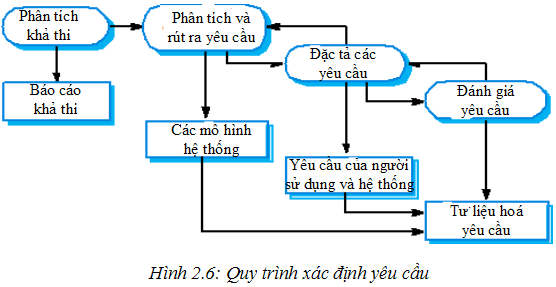 Phân tích
khả thi
Phân tích và
rút ra yêu cầu
Đặc tả các
yêu cầu
Đánh giá
yêu cầu
Báo cáo
khả thi
Các mô hình
hệ thống
Yêu cầu của người
sử dụng và hệ thống
Tư liệu hoá
yêu cầu
Hình 2.6: Quy trình xác định yêu cầu